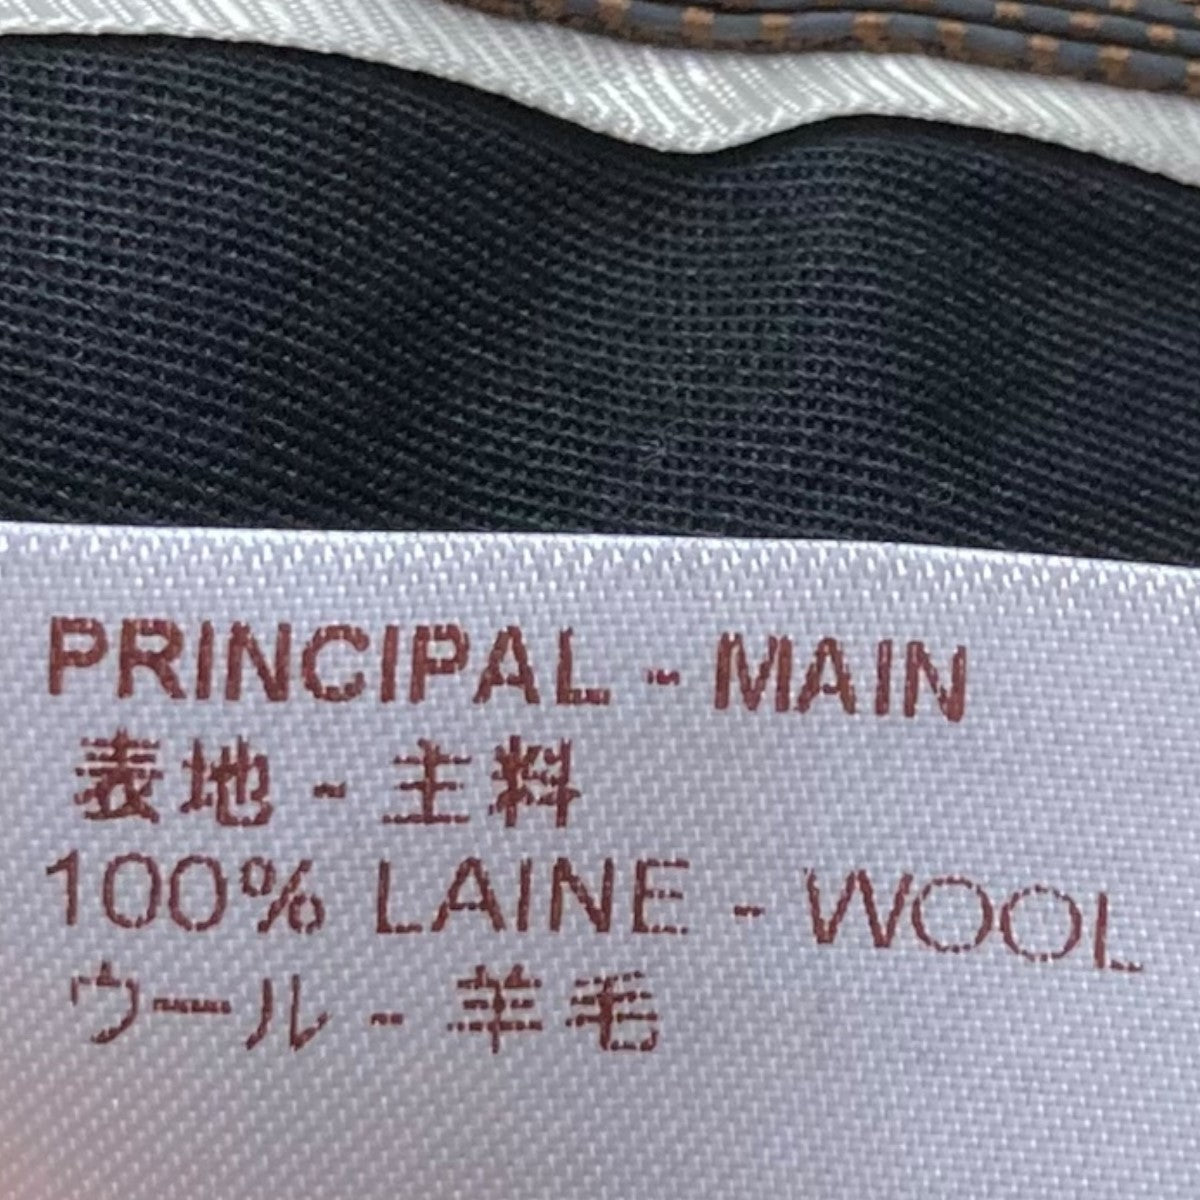 PRINCIPAL - MAIN
表地 - 主料
100% LAINE - WOOL
ウール - 羊毛